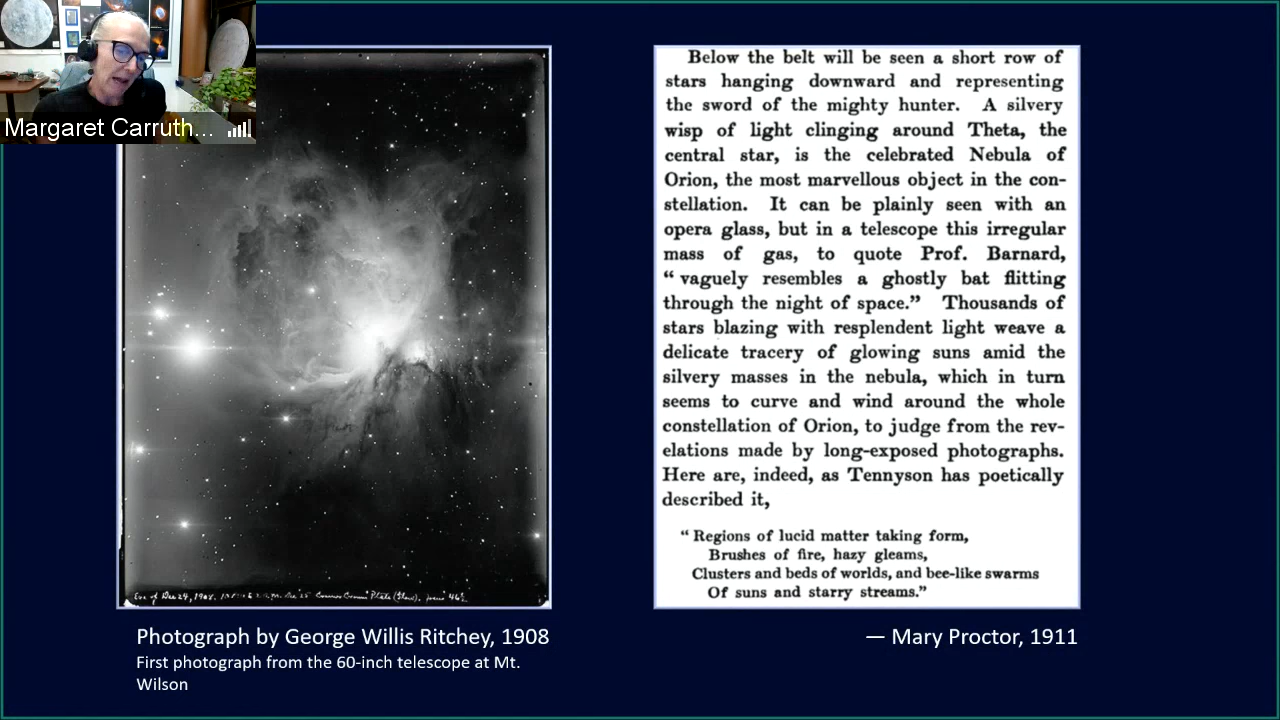 Margaret Carruth...
Below the belt will be seen a short row of
stars hanging downward and representing
the sword of the mighty hunter. A silvery
wisp of light clinging around Theta, the
central star, is the celebrated Nebula of
Orion, the most marvellous object in the con-
stellation. It can be plainly seen with an
opera glass, but in a telescope this irregular
mass of gas, to quote Prof. Barnard,
“ vaguely resembles a ghostly bat flitting
through the night of space.” Thousands of
stars blazing with resplendent light weave a
delicate tracery of glowing suns amid the
silvery masses in the nebula, which in turn
seems to curve and wind around the whole
constellation of Orion, to judge from the rev-
elations made by long-exposed photographs.
Here are, indeed, as Tennyson has poetically
described it,
“ Regions of lucid matter taking form,
Brushes of fire, hazy gleams,
Clusters and beds of worlds, and bee-like swarms
Of suns and starry streams.”
Dec 24, 1908.
Photograph by George Willis Ritchey, 1908
First photograph from the 60-inch telescope at Mt.
Wilson
— Mary Proctor, 1911